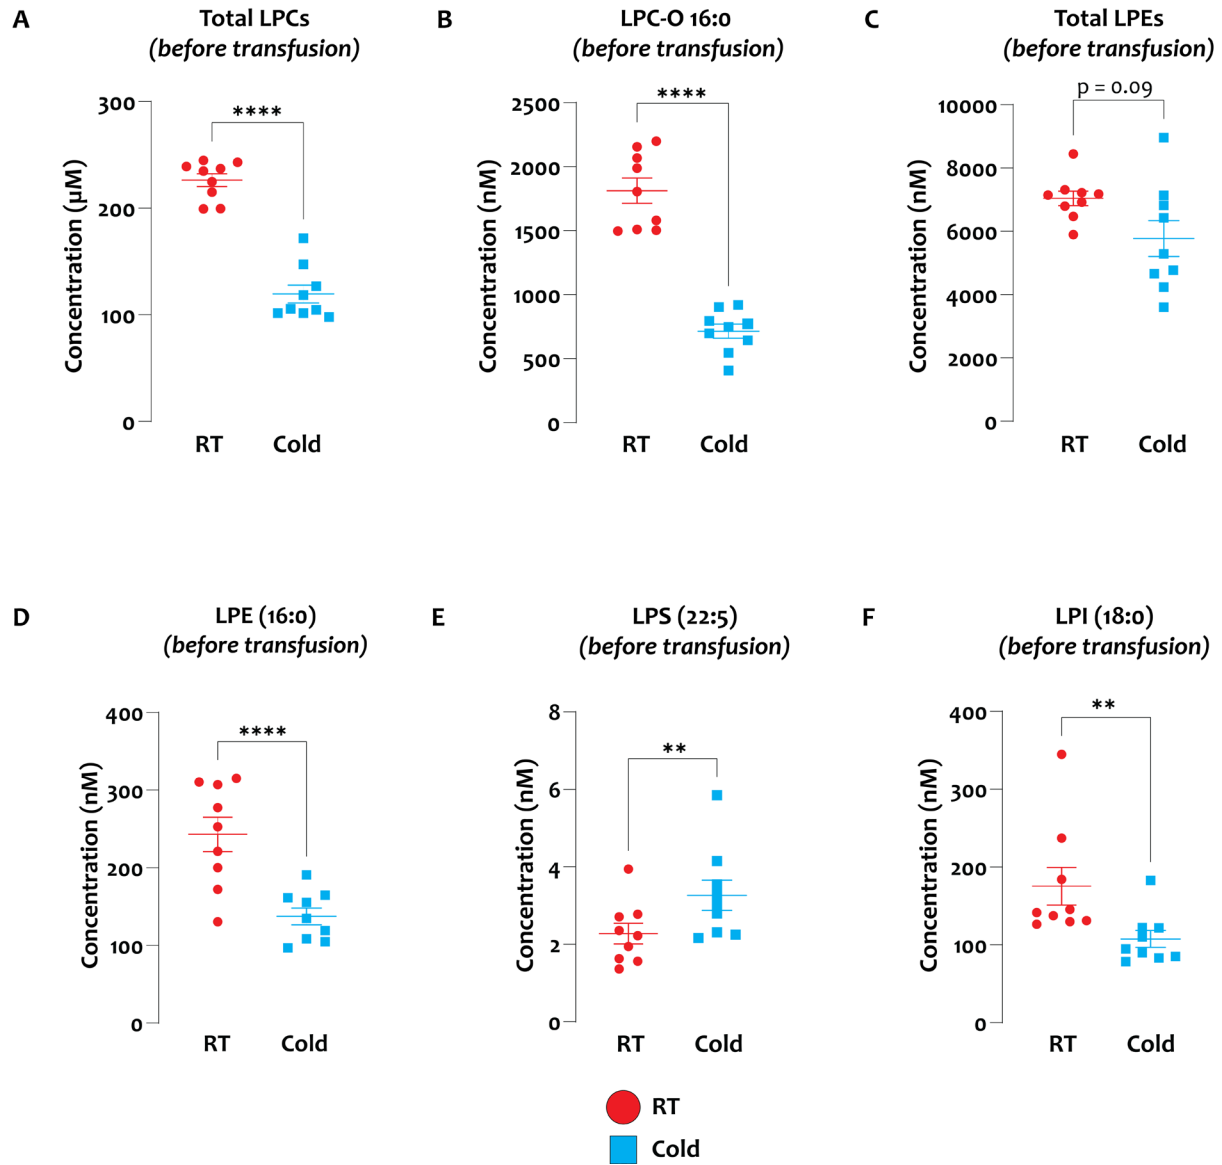 A
Total LPCs
(before transfusion)
****
300
200
100
0
Concentration (µM)
RT
Cold
B
LPC-O 16:0
(before transfusion)
****
2500
2000
1500
1000
500
0
Concentration (nM)
RT
Cold
C
Total LPEs
(before transfusion)
p = 0.09
10000
8000
6000
4000
2000
0
Concentration (nM)
RT
Cold
D
LPE (16:0)
(before transfusion)
****
400
300
200
100
0
Concentration (nM)
RT
Cold
E
LPS (22:5)
(before transfusion)
**
8
6
4
2
0
Concentration (nM)
RT
Cold
F
LPI (18:0)
(before transfusion)
**
400
300
200
100
0
Concentration (nM)
RT
Cold
RT
Cold